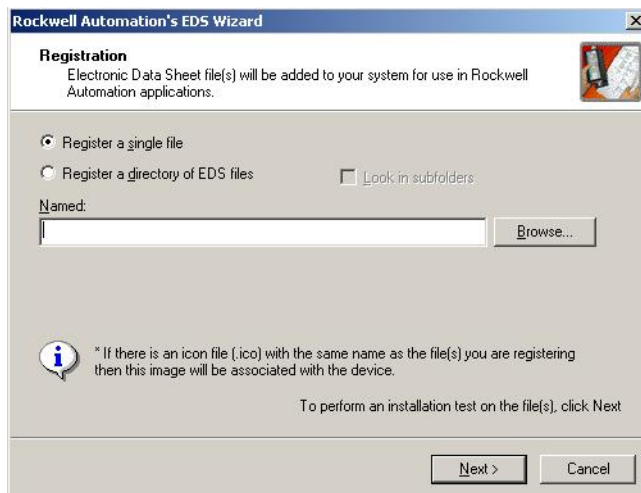 Rockwell Automation's EDS Wizard
Registration
Electronic Data Sheet file(s) will be added to your system for use in Rockwell
Automation applications.
Register a single file
Register a directory of EDS files
Look in subfolders
Named:
Browse...
* If there is an icon file (.ico) with the same name as the file(s) you are registering
then this image will be associated with the device.
To perform an installation test on the file(s), click Next
Next >
Cancel